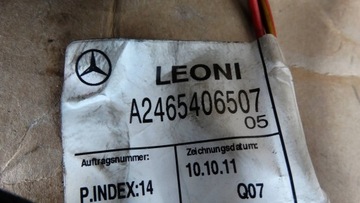 LEONI
A2465406507
05
Auftragsnummer:
Zeichnungsdatum:
10.10.11
P.INDEX:14
Q07